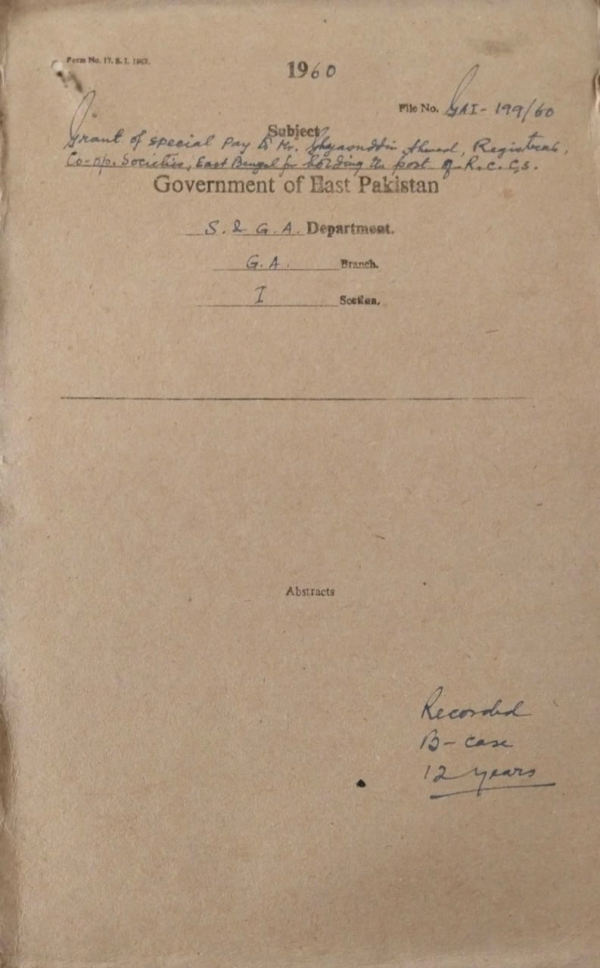 Form No. 17. S. I. 1962.
1960
File No. GAI - 199/60
Subject
Grant of special Pay to Mr. Ahmed, Registrar,
Co-op. Societies, East Bengal for holding the post of R.C.C.S.
Government of East Pakistan
S. & G. A. Department.
G. A. Branch.
I Section.
Abstracts
Recorded
B - case
12 years